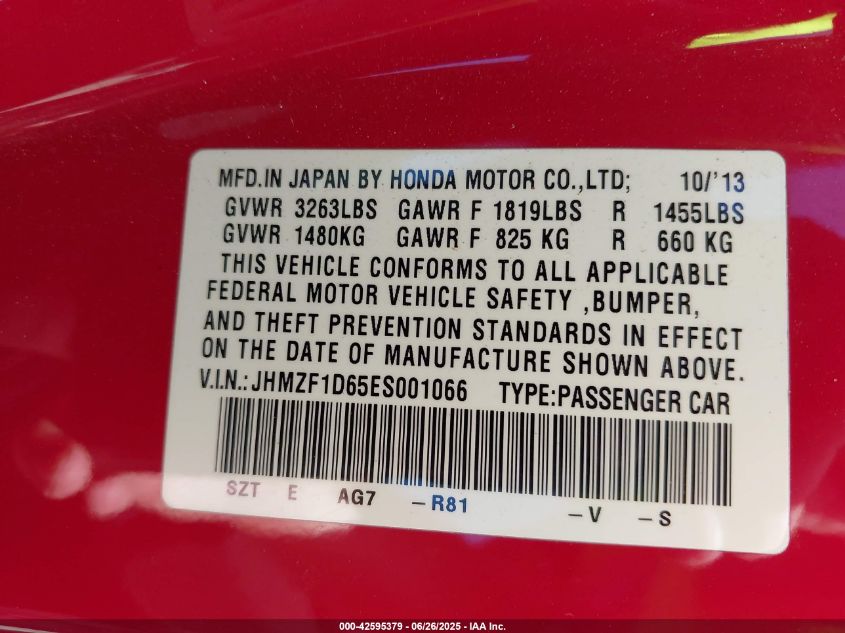 MFD.IN JAPAN BY HONDA MOTOR CO.,LTD; 10/'13
GVWR 3263LBS GAWR F 1819LBS R 1455LBS
GVWR 1480KG GAWR F 825 KG R 660 KG
THIS VEHICLE CONFORMS TO ALL APPLICABLE
FEDERAL MOTOR VEHICLE SAFETY ,BUMPER,
AND THEFT PREVENTION STANDARDS IN EFFECT
ON THE DATE OF MANUFACTURE SHOWN ABOVE.
V.I.N.: JHMZF1D65ES001066 TYPE:PASSENGER CAR
SZT E AG7 –R81 –V –S
000-42595379 - 06/26/2025 - IAA Inc.